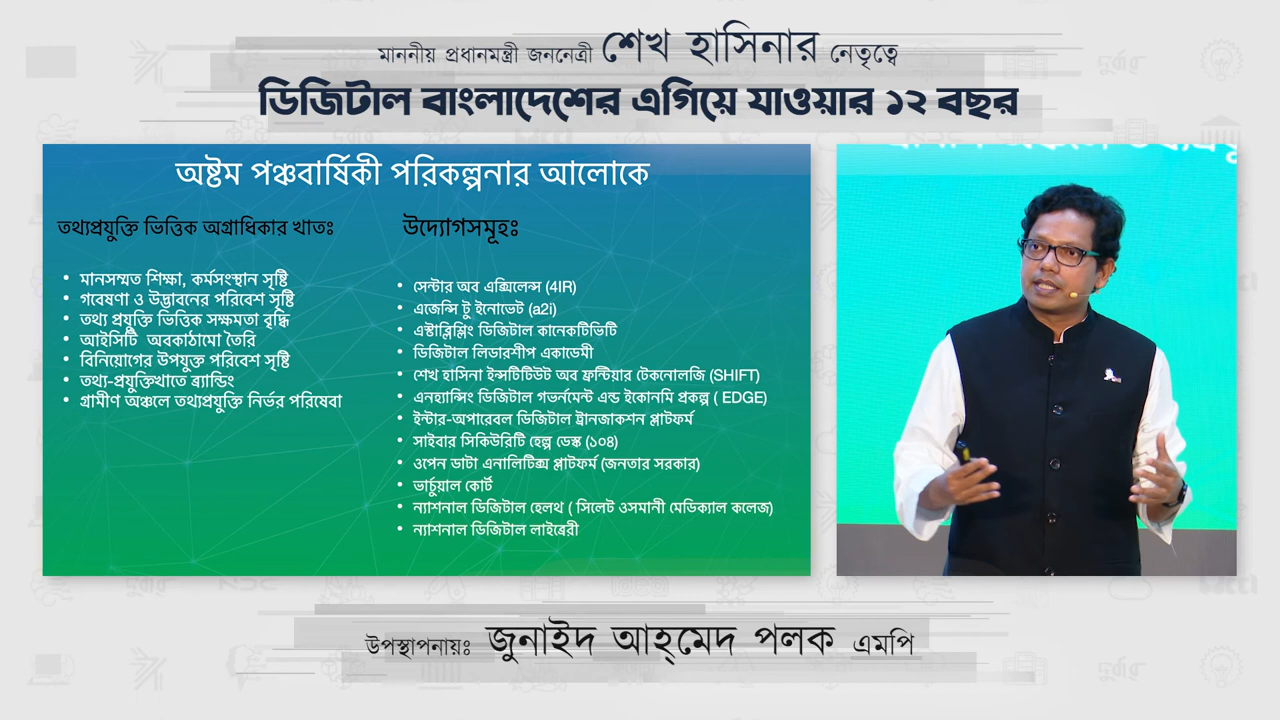 মাননীয় প্রধানমন্ত্রী জননেত্রী শেখ হাসিনার নেতৃত্বে
ডিজিটাল বাংলাদেশের এগিয়ে যাওয়ার ১২ বছর
অষ্টম পঞ্চবার্ষিকী পরিকল্পনার আলোকে
তথ্যপ্রযুক্তি ভিত্তিক অগ্রাধিকার খাতঃ
• মানসম্মত শিক্ষা, কর্মসংস্থান সৃষ্টি
• গবেষণা ও উদ্ভাবনের পরিবেশ সৃষ্টি
• তথ্য প্রযুক্তি ভিত্তিক সক্ষমতা বৃদ্ধি
• আইসিটি অবকাঠামো তৈরি
• বিনিয়োগের উপযুক্ত পরিবেশ সৃষ্টি
• তথ্য-প্রযুক্তিখাতে ব্র্যান্ডিং
• গ্রামীণ অঞ্চলে তথ্যপ্রযুক্তি নির্ভর পরিষেবা
উদ্যোগসমূহঃ
• সেন্টার অব এক্সিলেন্স (4IR)
• এজেন্সি টু ইনোভেট (a2i)
• এস্টাব্লিপ্লিং ডিজিটাল কানেকটিভিটি
• ডিজিটাল লিডারশীপ একাডেমী
• শেখ হাসিনা ইন্সটিটিউট অব ফ্রন্টিয়ার টেকনোলজি (SHIFT)
• এনহ্যান্সিং ডিজিটাল গভর্নমেন্ট এন্ড ইকোনমি প্রকল্প ( EDGE)
• ইন্টার-অপারেবল ডিজিটাল ট্রানজাকশন প্লাটফর্ম
• সাইবার সিকিউরিটি হেল্প ডেস্ক (১০৪)
• ওপেন ডাটা এনালিটিক্স প্লাটফর্ম (জনতার সরকার)
• ভার্চুয়াল কোর্ট
• ন্যাশনাল ডিজিটাল হেলথ ( সিলেট ওসমানী মেডিক্যাল কলেজ)
• ন্যাশনাল ডিজিটাল লাইব্রেরী
উপস্থাপনায়ঃ জুনাইদ আহ্‌মেদ পলক এমপি